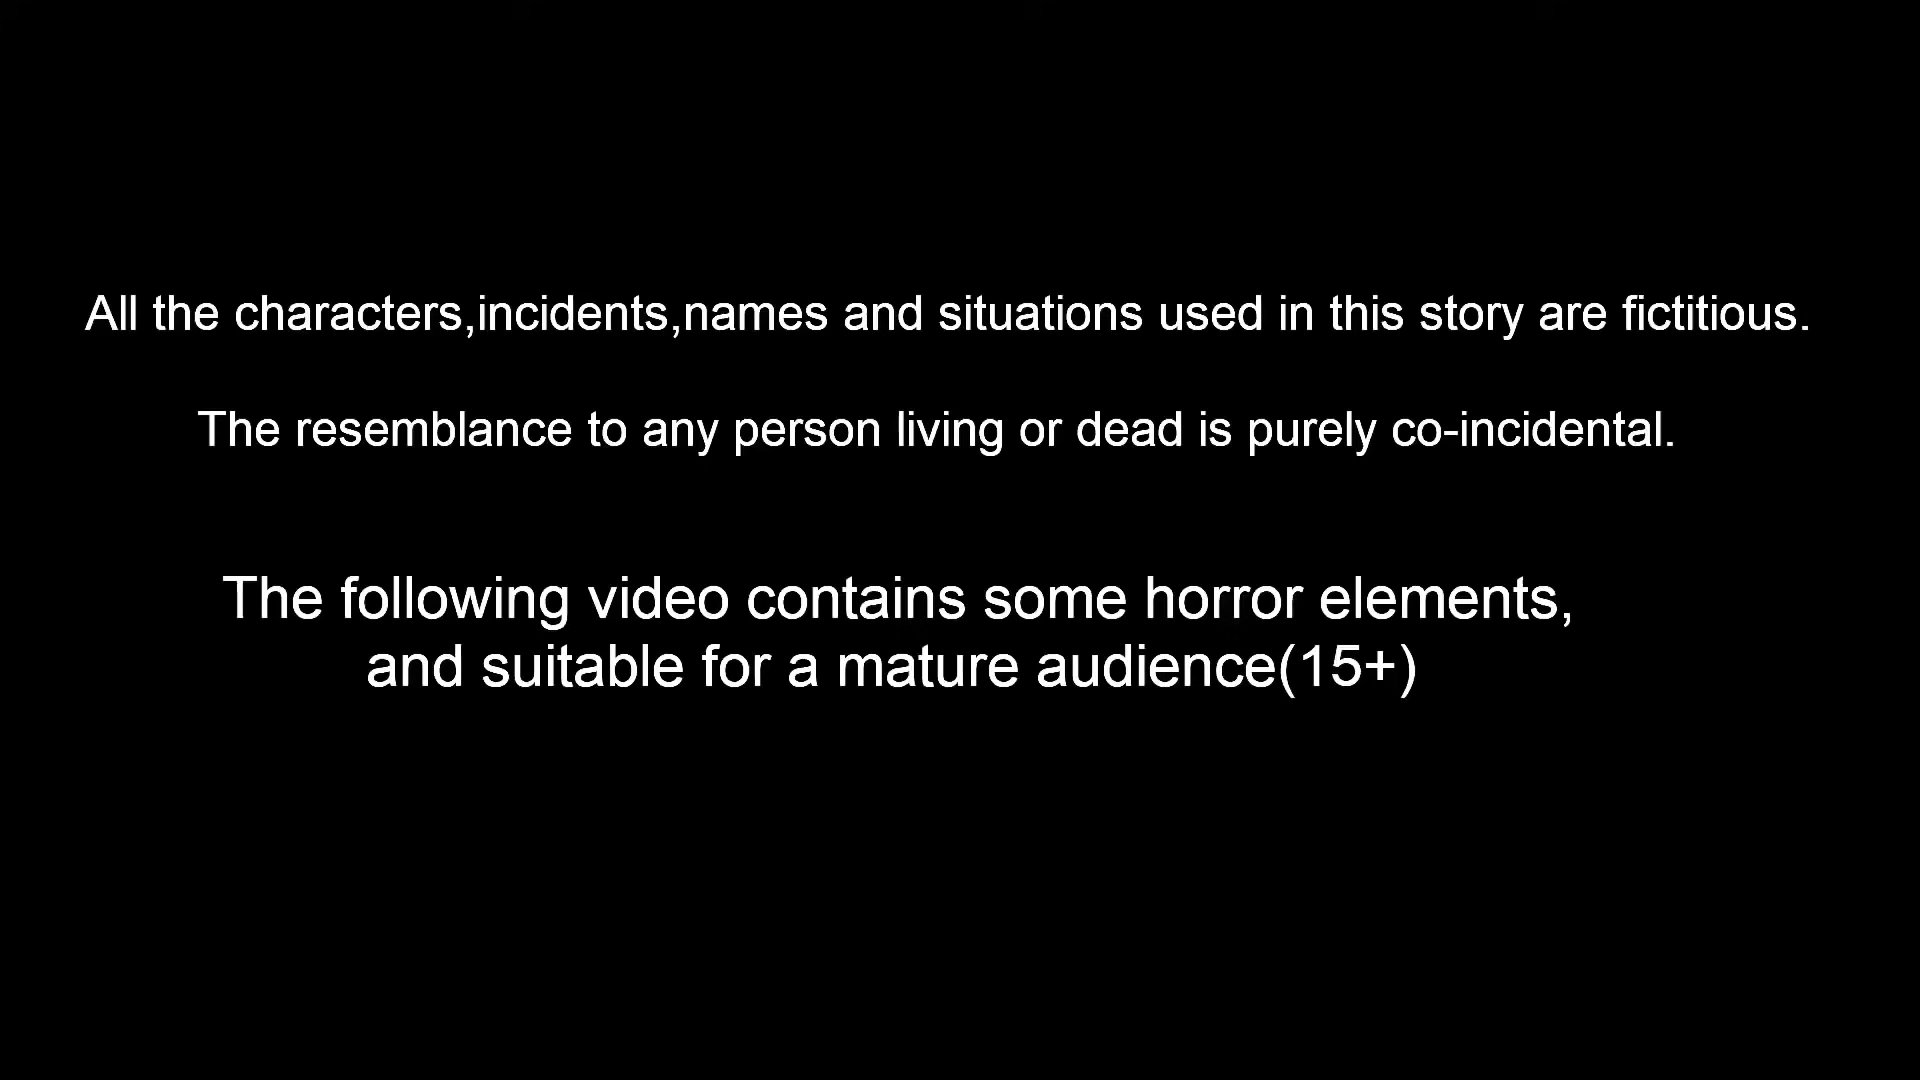 All the characters,incidents,names and situations used in this story are fictitious.
The resemblance to any person living or dead is purely co-incidental.
The following video contains some horror elements,
and suitable for a mature audience(15+)